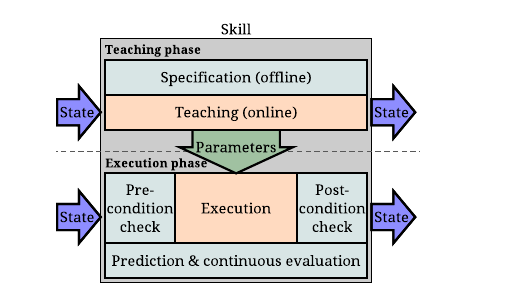 Skill
Teaching phase
Specification (offline)
State
Teaching (online)
State
Parameters
Execution phase
Pre-
condition
check
Execution
Post-
condition
check
State
State
Prediction & continuous evaluation